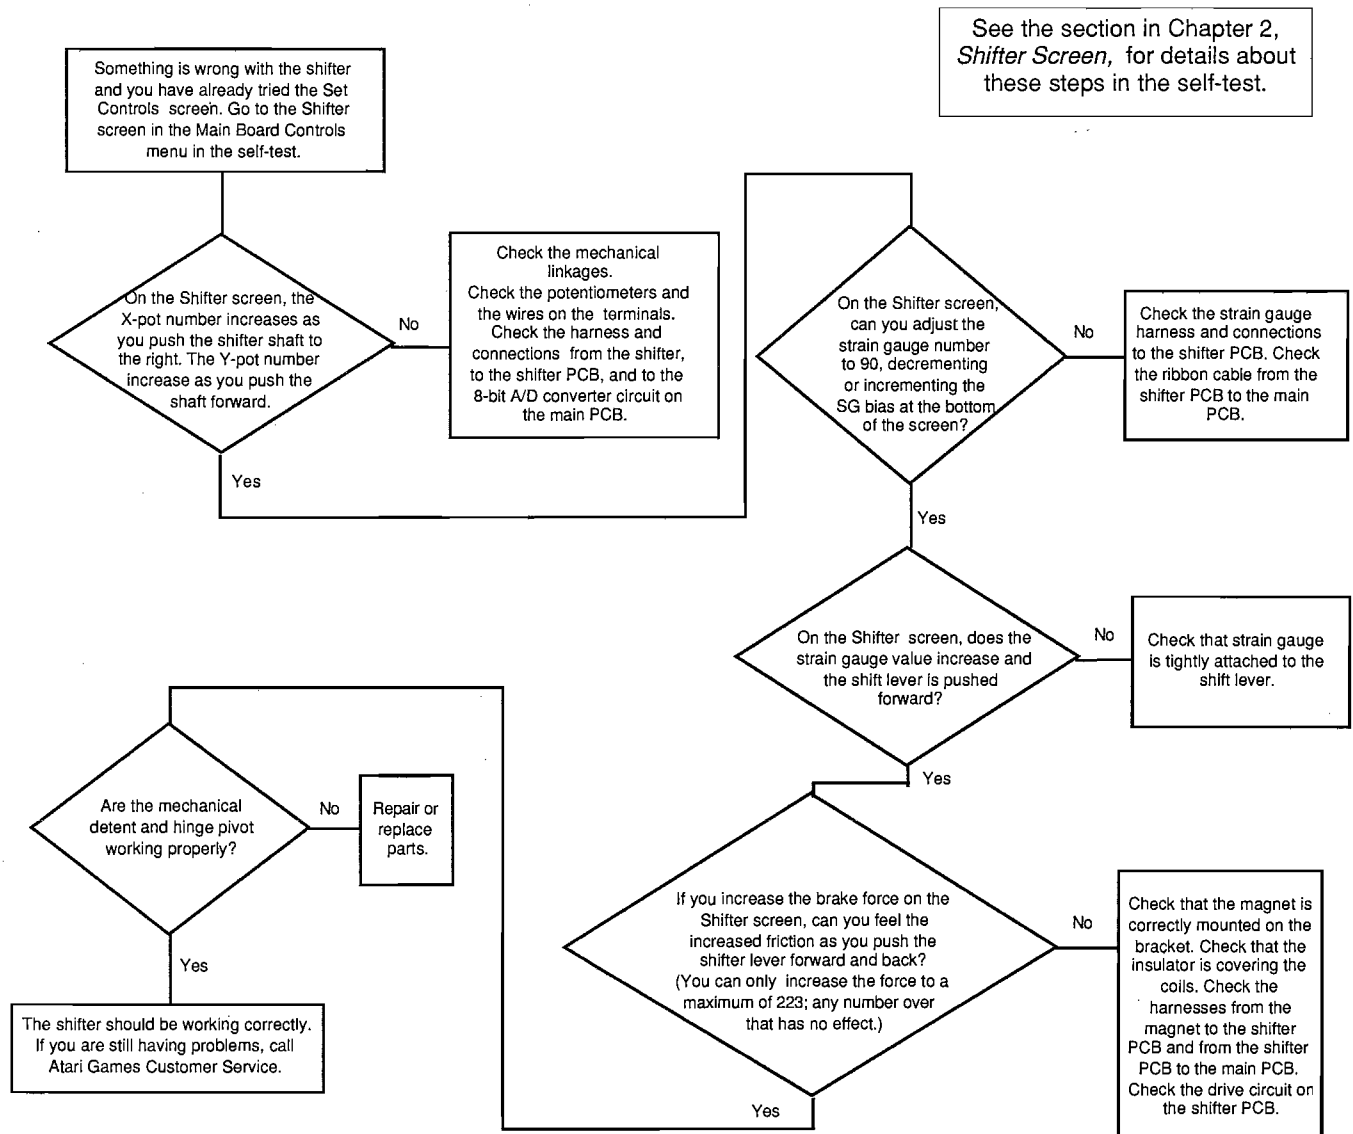 See the section in Chapter 2,
Shifter Screen, for details about
these steps in the self-test.
Something is wrong with the shifter
and you have already tried the Set
Controls screen. Go to the Shifter
screen in the Main Board Controls
menu in the self-test.
On the Shifter screen, the
X-pot number increases as
you push the shifter shaft to
the right. The Y-pot number
increase as you push the
shaft forward.
No
Check the mechanical
linkages.
Check the potentiometers and
the wires on the terminals.
Check the harness and
connections from the shifter,
to the shifter PCB, and to the
8-bit A/D converter circuit on
the main PCB.
Yes
On the Shifter screen,
can you adjust the
strain gauge number
to 90, decrementing
or incrementing the
SG bias at the bottom
of the screen?
No
Check the strain gauge
harness and connections
to the shifter PCB. Check
the ribbon cable from the
shifter PCB to the main
PCB.
Yes
On the Shifter screen, does the
strain gauge value increase and
the shift lever is pushed
forward?
No
Check that strain gauge
is tightly attached to the
shift lever.
Yes
If you increase the brake force on the
Shifter screen, can you feel the
increased friction as you push the
shifter lever forward and back?
(You can only increase the force to a
maximum of 223; any number over
that has no effect.)
No
Check that the magnet is
correctly mounted on the
bracket. Check that the
insulator is covering the
coils. Check the
harnesses from the
magnet to the shifter
PCB and from the shifter
PCB to the main PCB.
Check the drive circuit on
the shifter PCB.
Yes
Are the mechanical
detent and hinge pivot
working properly?
No
Repair or
replace
parts.
Yes
The shifter should be working correctly.
If you are still having problems, call
Atari Games Customer Service.